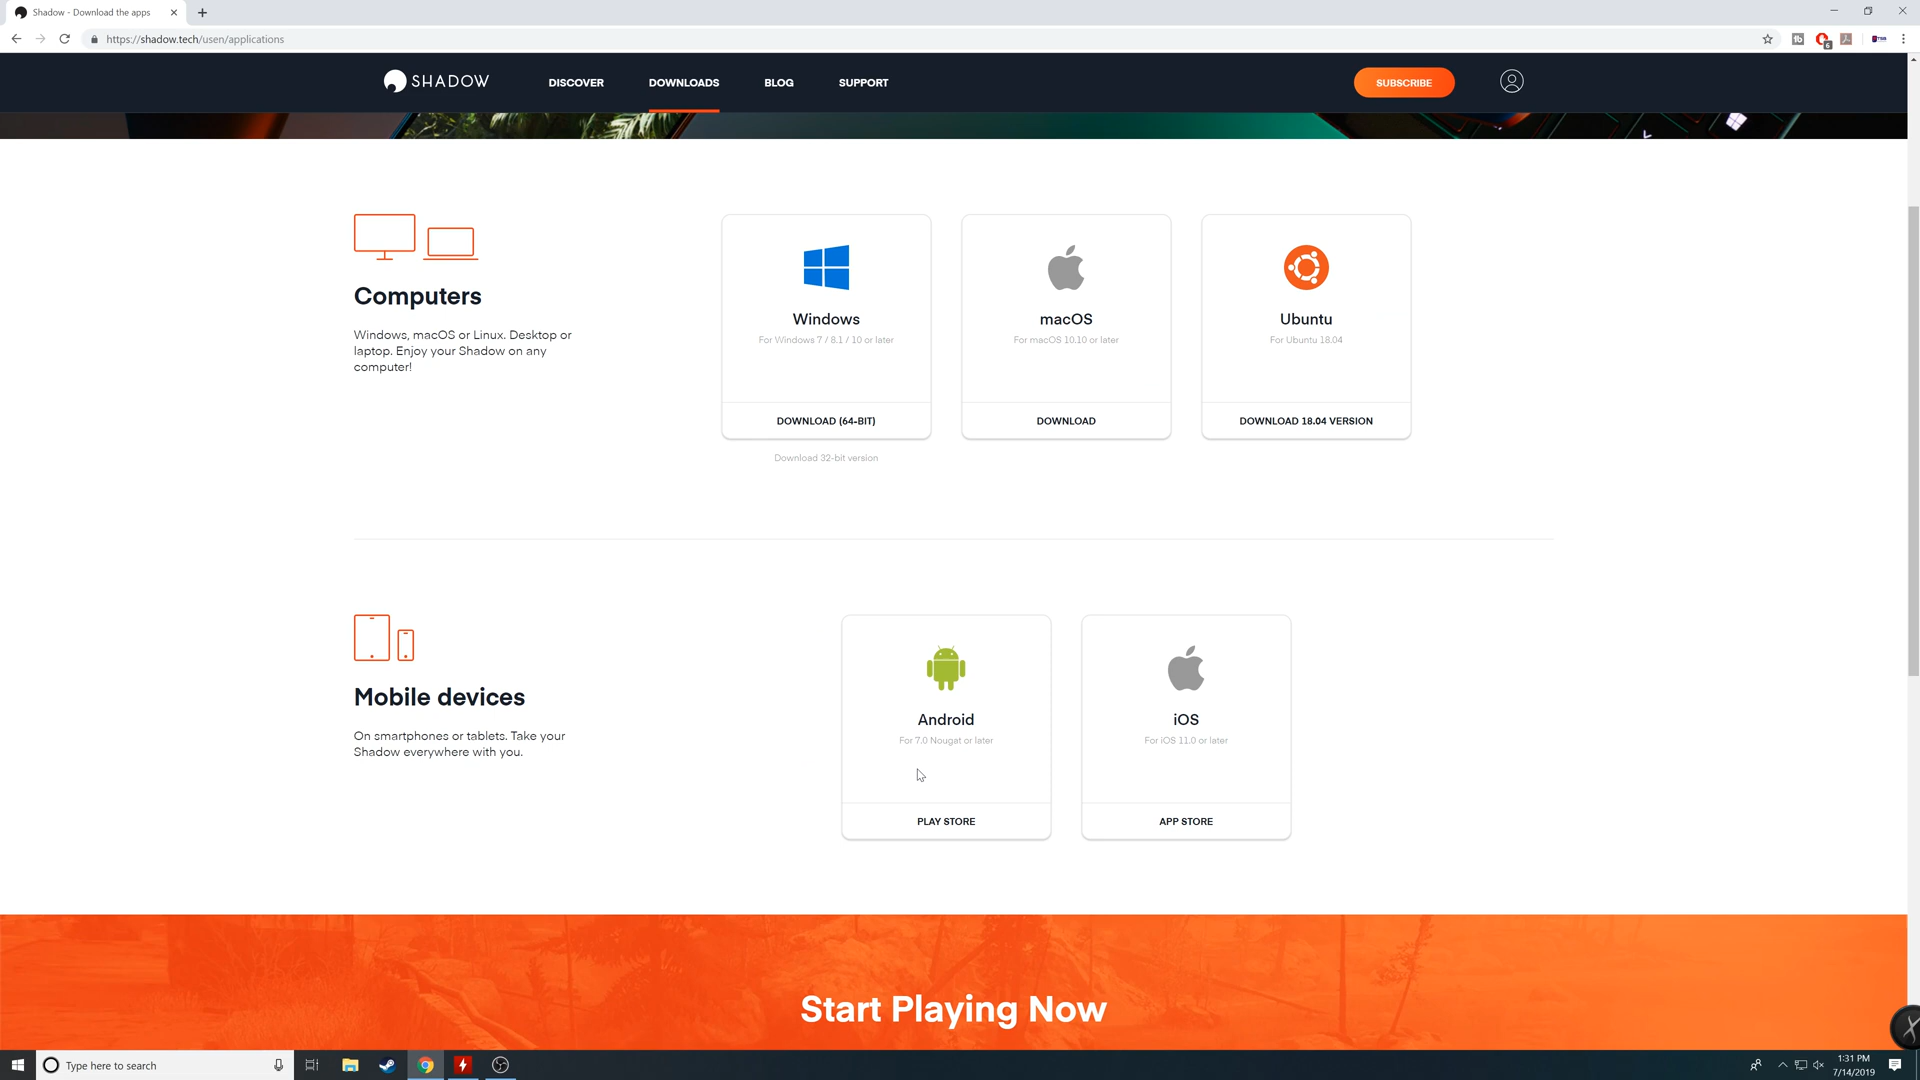 Shadow - Download the apps
https://shadow.tech/usen/applications
6
SHADOW
DISCOVER
DOWNLOADS
BLOG
SUPPORT
SUBSCRIBE
Computers
Windows, macOS or Linux. Desktop or
laptop. Enjoy your Shadow on any
computer!
Windows
For Windows 7 / 8.1 / 10 or later
DOWNLOAD (64-BIT)
Download 32-bit version
macOS
For macOS 10.10 or later
DOWNLOAD
Ubuntu
For Ubuntu 18.04
DOWNLOAD 18.04 VERSION
Mobile devices
On smartphones or tablets. Take your
Shadow everywhere with you.
Android
For 7.0 Nougat or later
PLAY STORE
iOS
For iOS 11.0 or later
APP STORE
Start Playing Now
Type here to search
1:31 PM
7/14/2019